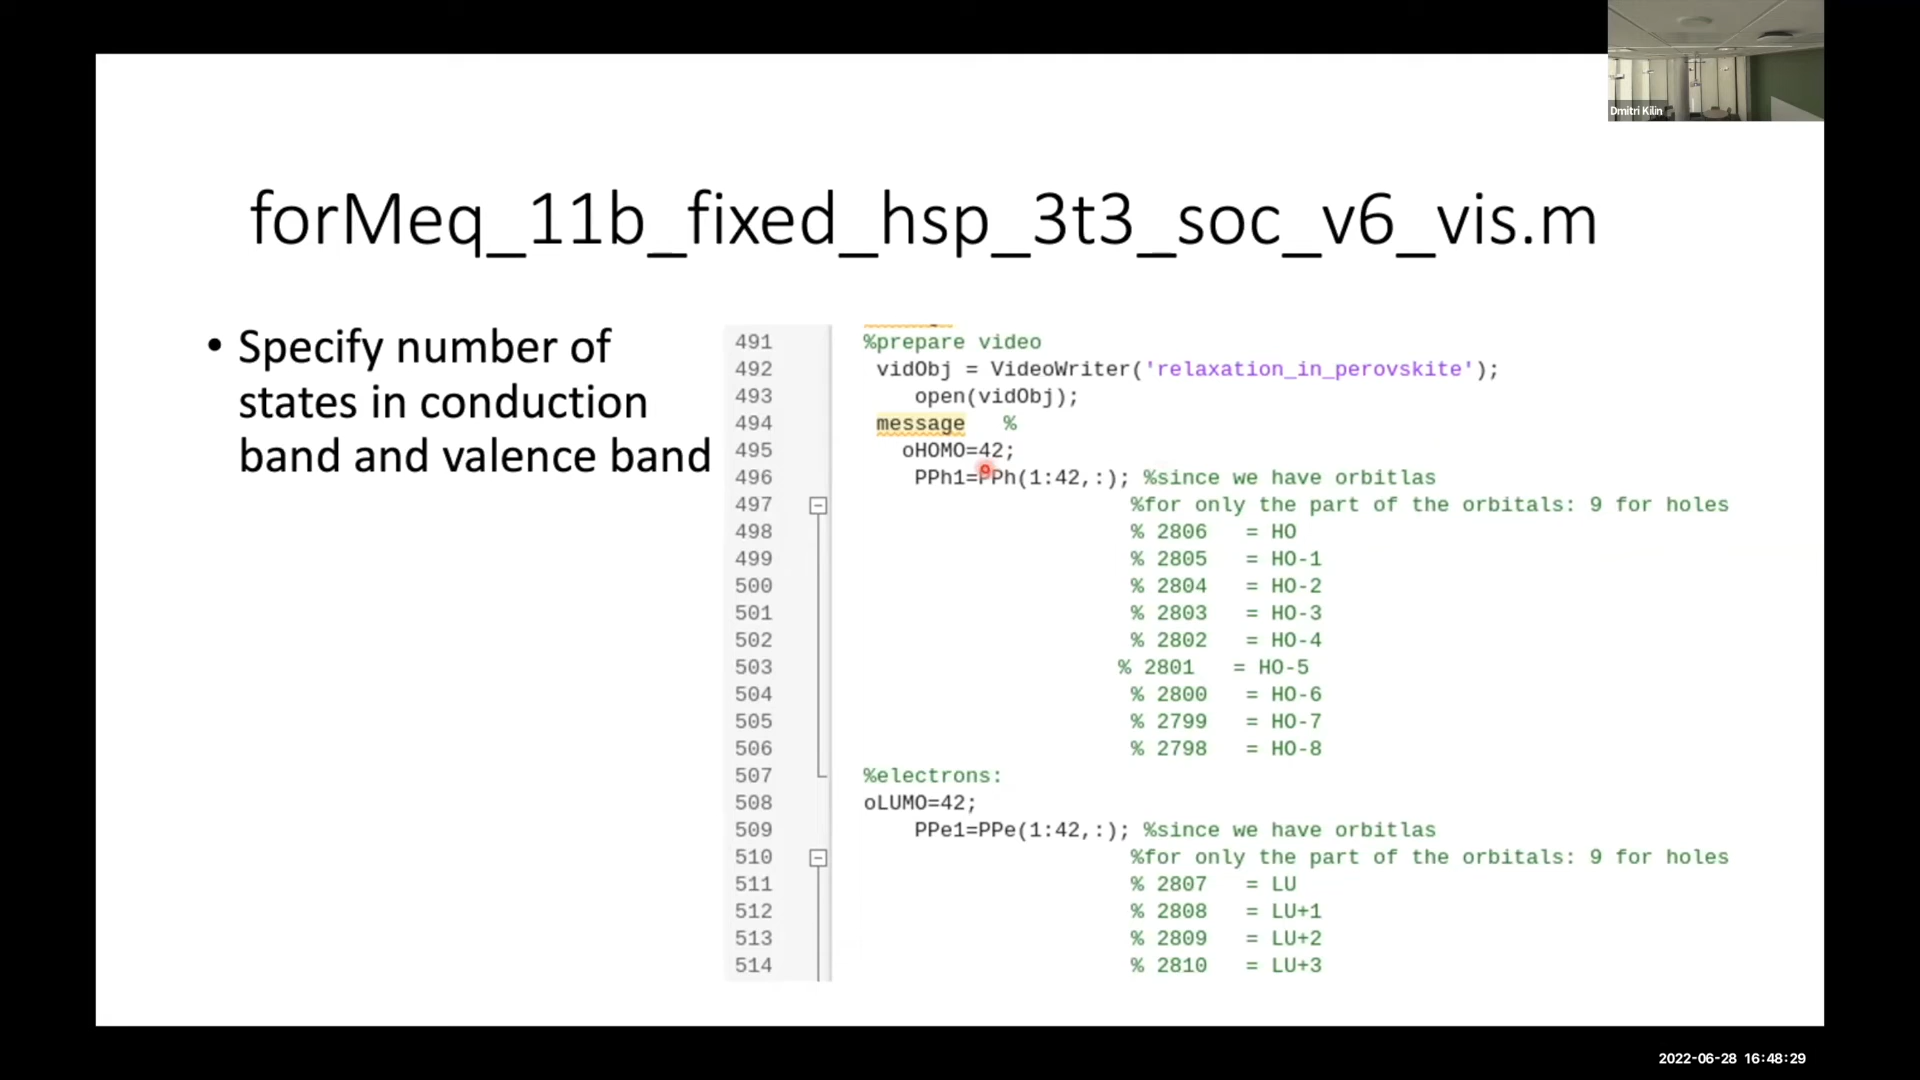 Dmitri Kilin
forMeq_11b_fixed_hsp_3t3_soc_v6_vis.m
• Specify number of
states in conduction
band and valence band
491 %prepare video
492 vidObj = VideoWriter('relaxation_in_perovskite');
493 open(vidObj);
494 message %
495 oHOMO=42;
496 PPh1=PPh(1:42,:); %since we have orbitlas
497 %for only the part of the orbitals: 9 for holes
498 % 2806 = HO
499 % 2805 = HO-1
500 % 2804 = HO-2
501 % 2803 = HO-3
502 % 2802 = HO-4
503 % 2801 = HO-5
504 % 2800 = HO-6
505 % 2799 = HO-7
506 % 2798 = HO-8
507 %electrons:
508 oLUMO=42;
509 PPe1=PPe(1:42,:); %since we have orbitlas
510 %for only the part of the orbitals: 9 for holes
511 % 2807 = LU
512 % 2808 = LU+1
513 % 2809 = LU+2
514 % 2810 = LU+3
2022-06-28 16:48:29